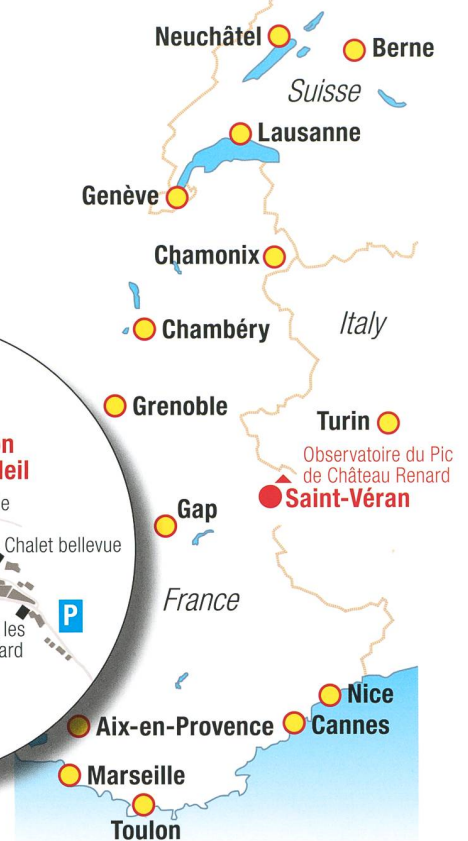 Neuchâtel
Berne
Suisse
Lausanne
Genève
Chamonix
Chambéry
Italy
Grenoble
Turin
Observatoire du Pic
de Château Renard
Saint-Véran
Gap
France
Chalet bellevue
P
les
Nice
Aix-en-Provence
Cannes
Marseille
Toulon